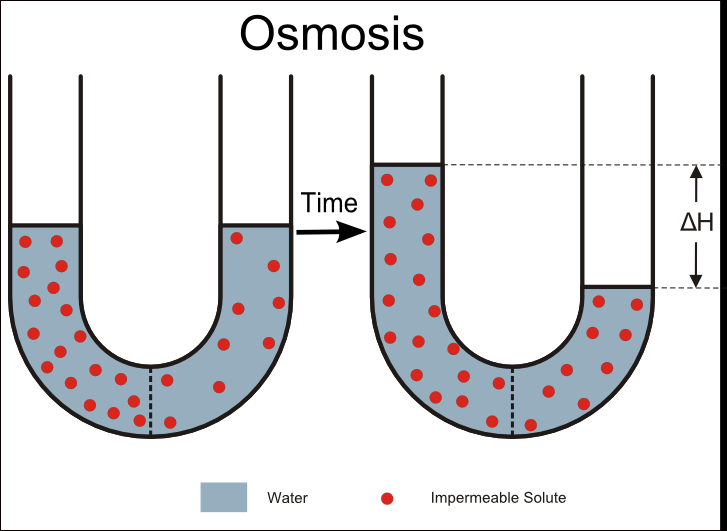 Osmosis
Time
ΔH
Water
Impermeable Solute